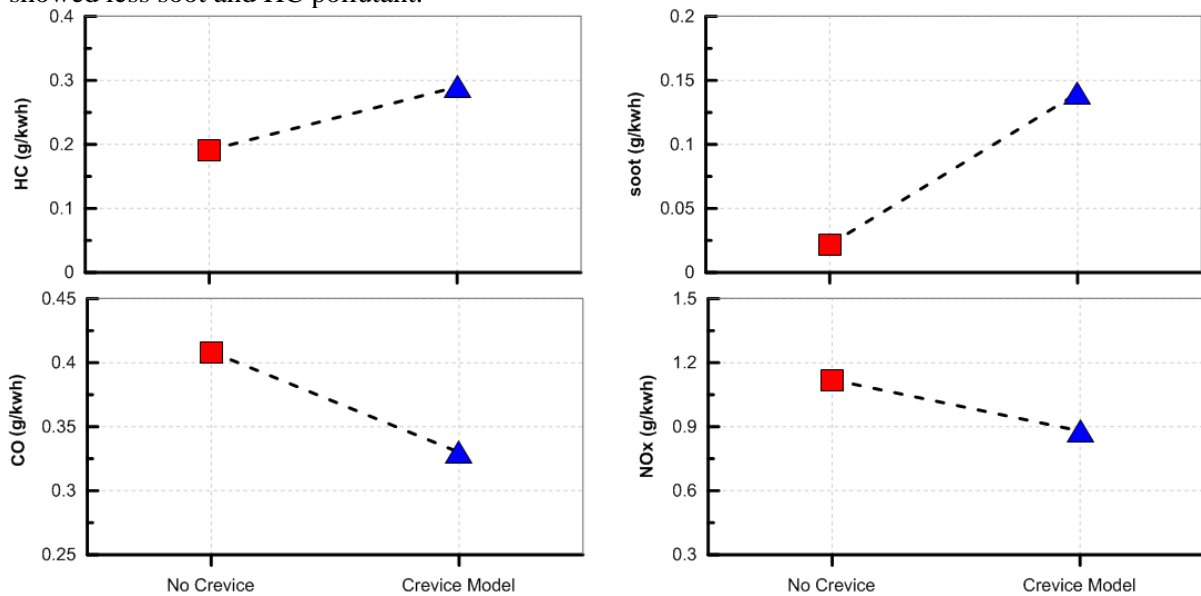 showed less soot and HC pollutant.
0.4
0.3
0.2
0.1
0
HC (g/kwh)
0.2
0.15
0.1
0.05
0
soot (g/kwh)
0.45
0.4
0.35
0.3
0.25
CO (g/kwh)
No Crevice
Crevice Model
1.5
1.2
0.9
0.6
0.3
NOx (g/kwh)
No Crevice
Crevice Model